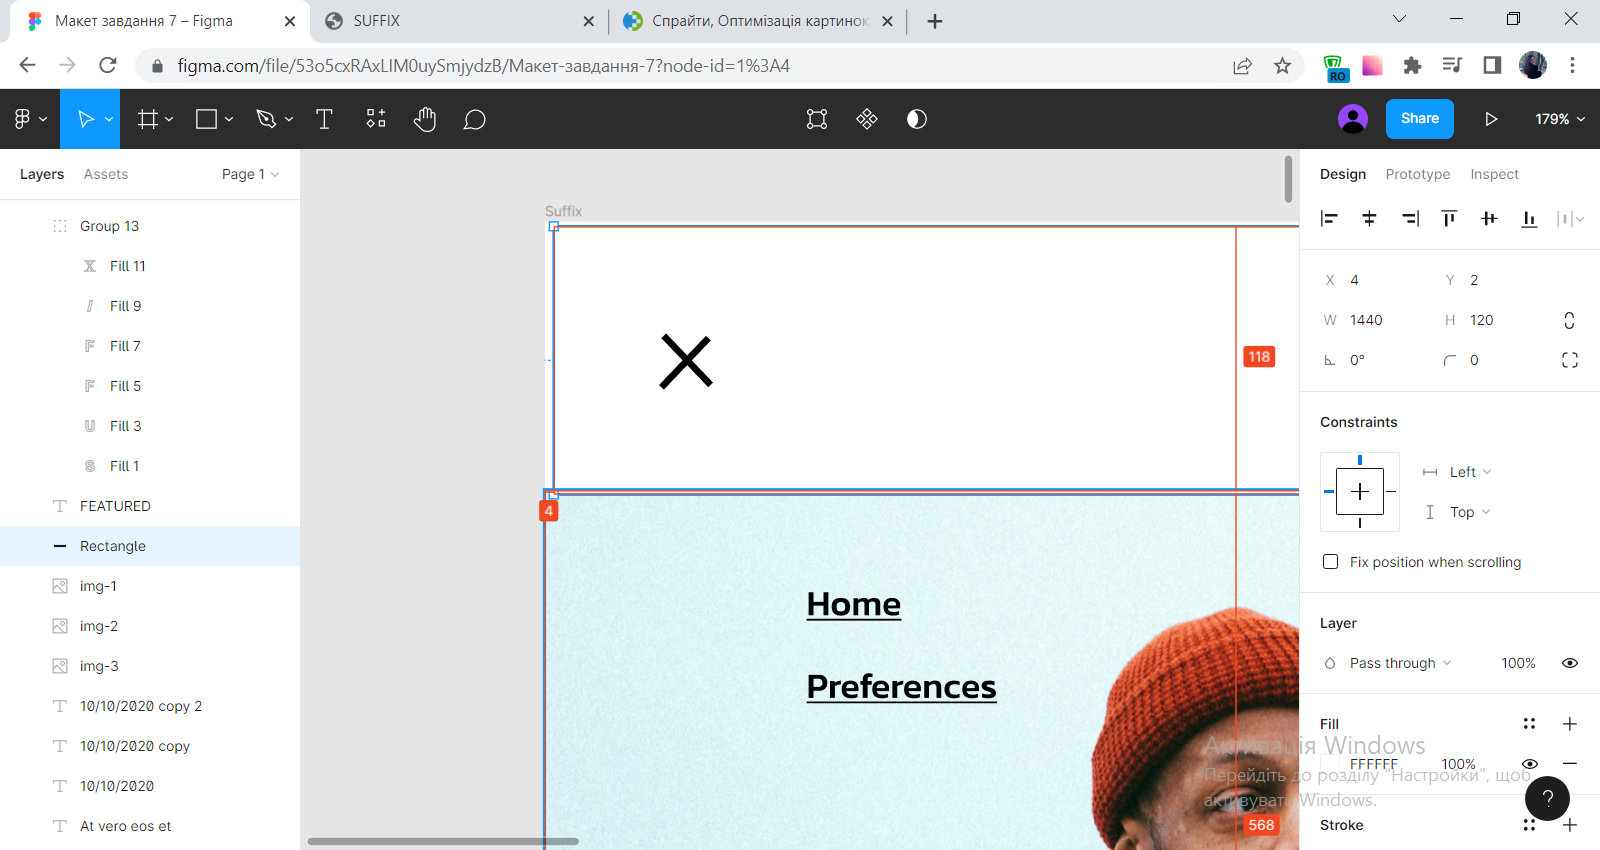 Макет завдання 7 – Figma
SUFFIX
Спрайти, Оптимізація картинок,
figma.com/file/53o5cxRAxLIM0uySmjydzB/Макет-завдання-7?node-id=1%3A4
RO
Share
179%
Layers
Assets
Page 1
Design
Prototype
Inspect
Group 13
Fill 11
Fill 9
Fill 7
Fill 5
Fill 3
Fill 1
FEATURED
Rectangle
img-1
img-2
img-3
10/10/2020 copy 2
10/10/2020 copy
10/10/2020
At vero eos et
Suffix
118
4
Home
Preferences
568
X 4
Y 2
W 1440
H 120
0°
0
Constraints
Left
Top
Fix position when scrolling
Layer
Pass through
100%
Fill
FFFFFF
100%
Stroke
Активація Windows
Перейдіть до розділу "Настройки", щоб
активувати Windows.
?